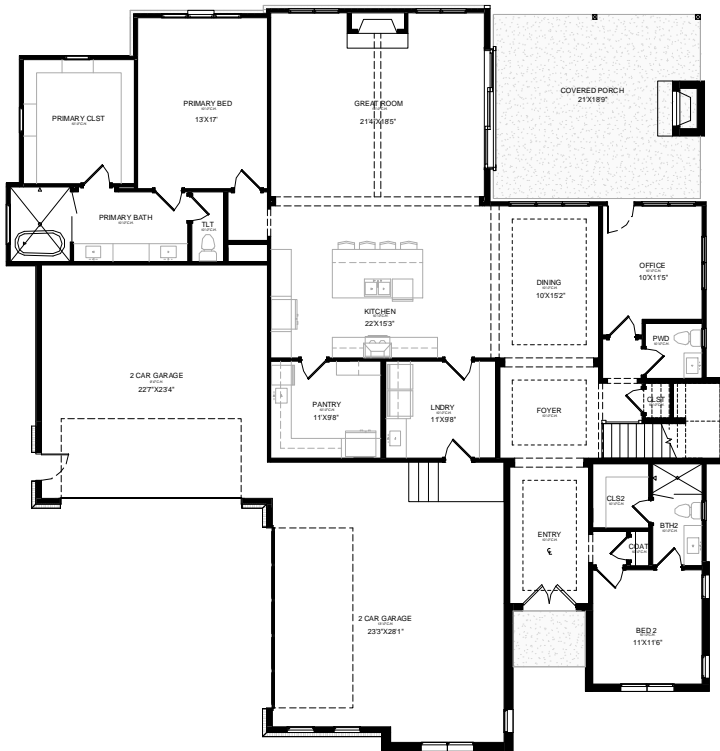 COVERED PORCH
21'X18'9"
PRIMARY BED
13'X17'
GREAT ROOM
21'4"X18'5"
PRIMARY CLST
PRIMARY BATH
TLT
OFFICE
10'X11'5"
DINING
10'X15'2"
KITCHEN
22'X15'3"
PWD
2 CAR GARAGE
22'7"X23'4"
PANTRY
11'X9'8"
LNDRY
11'X9'8"
FOYER
CLST
CLS2
BTH2
ENTRY
COAT
2 CAR GARAGE
23'3"X28'1"
BED 2
11'X11'6"